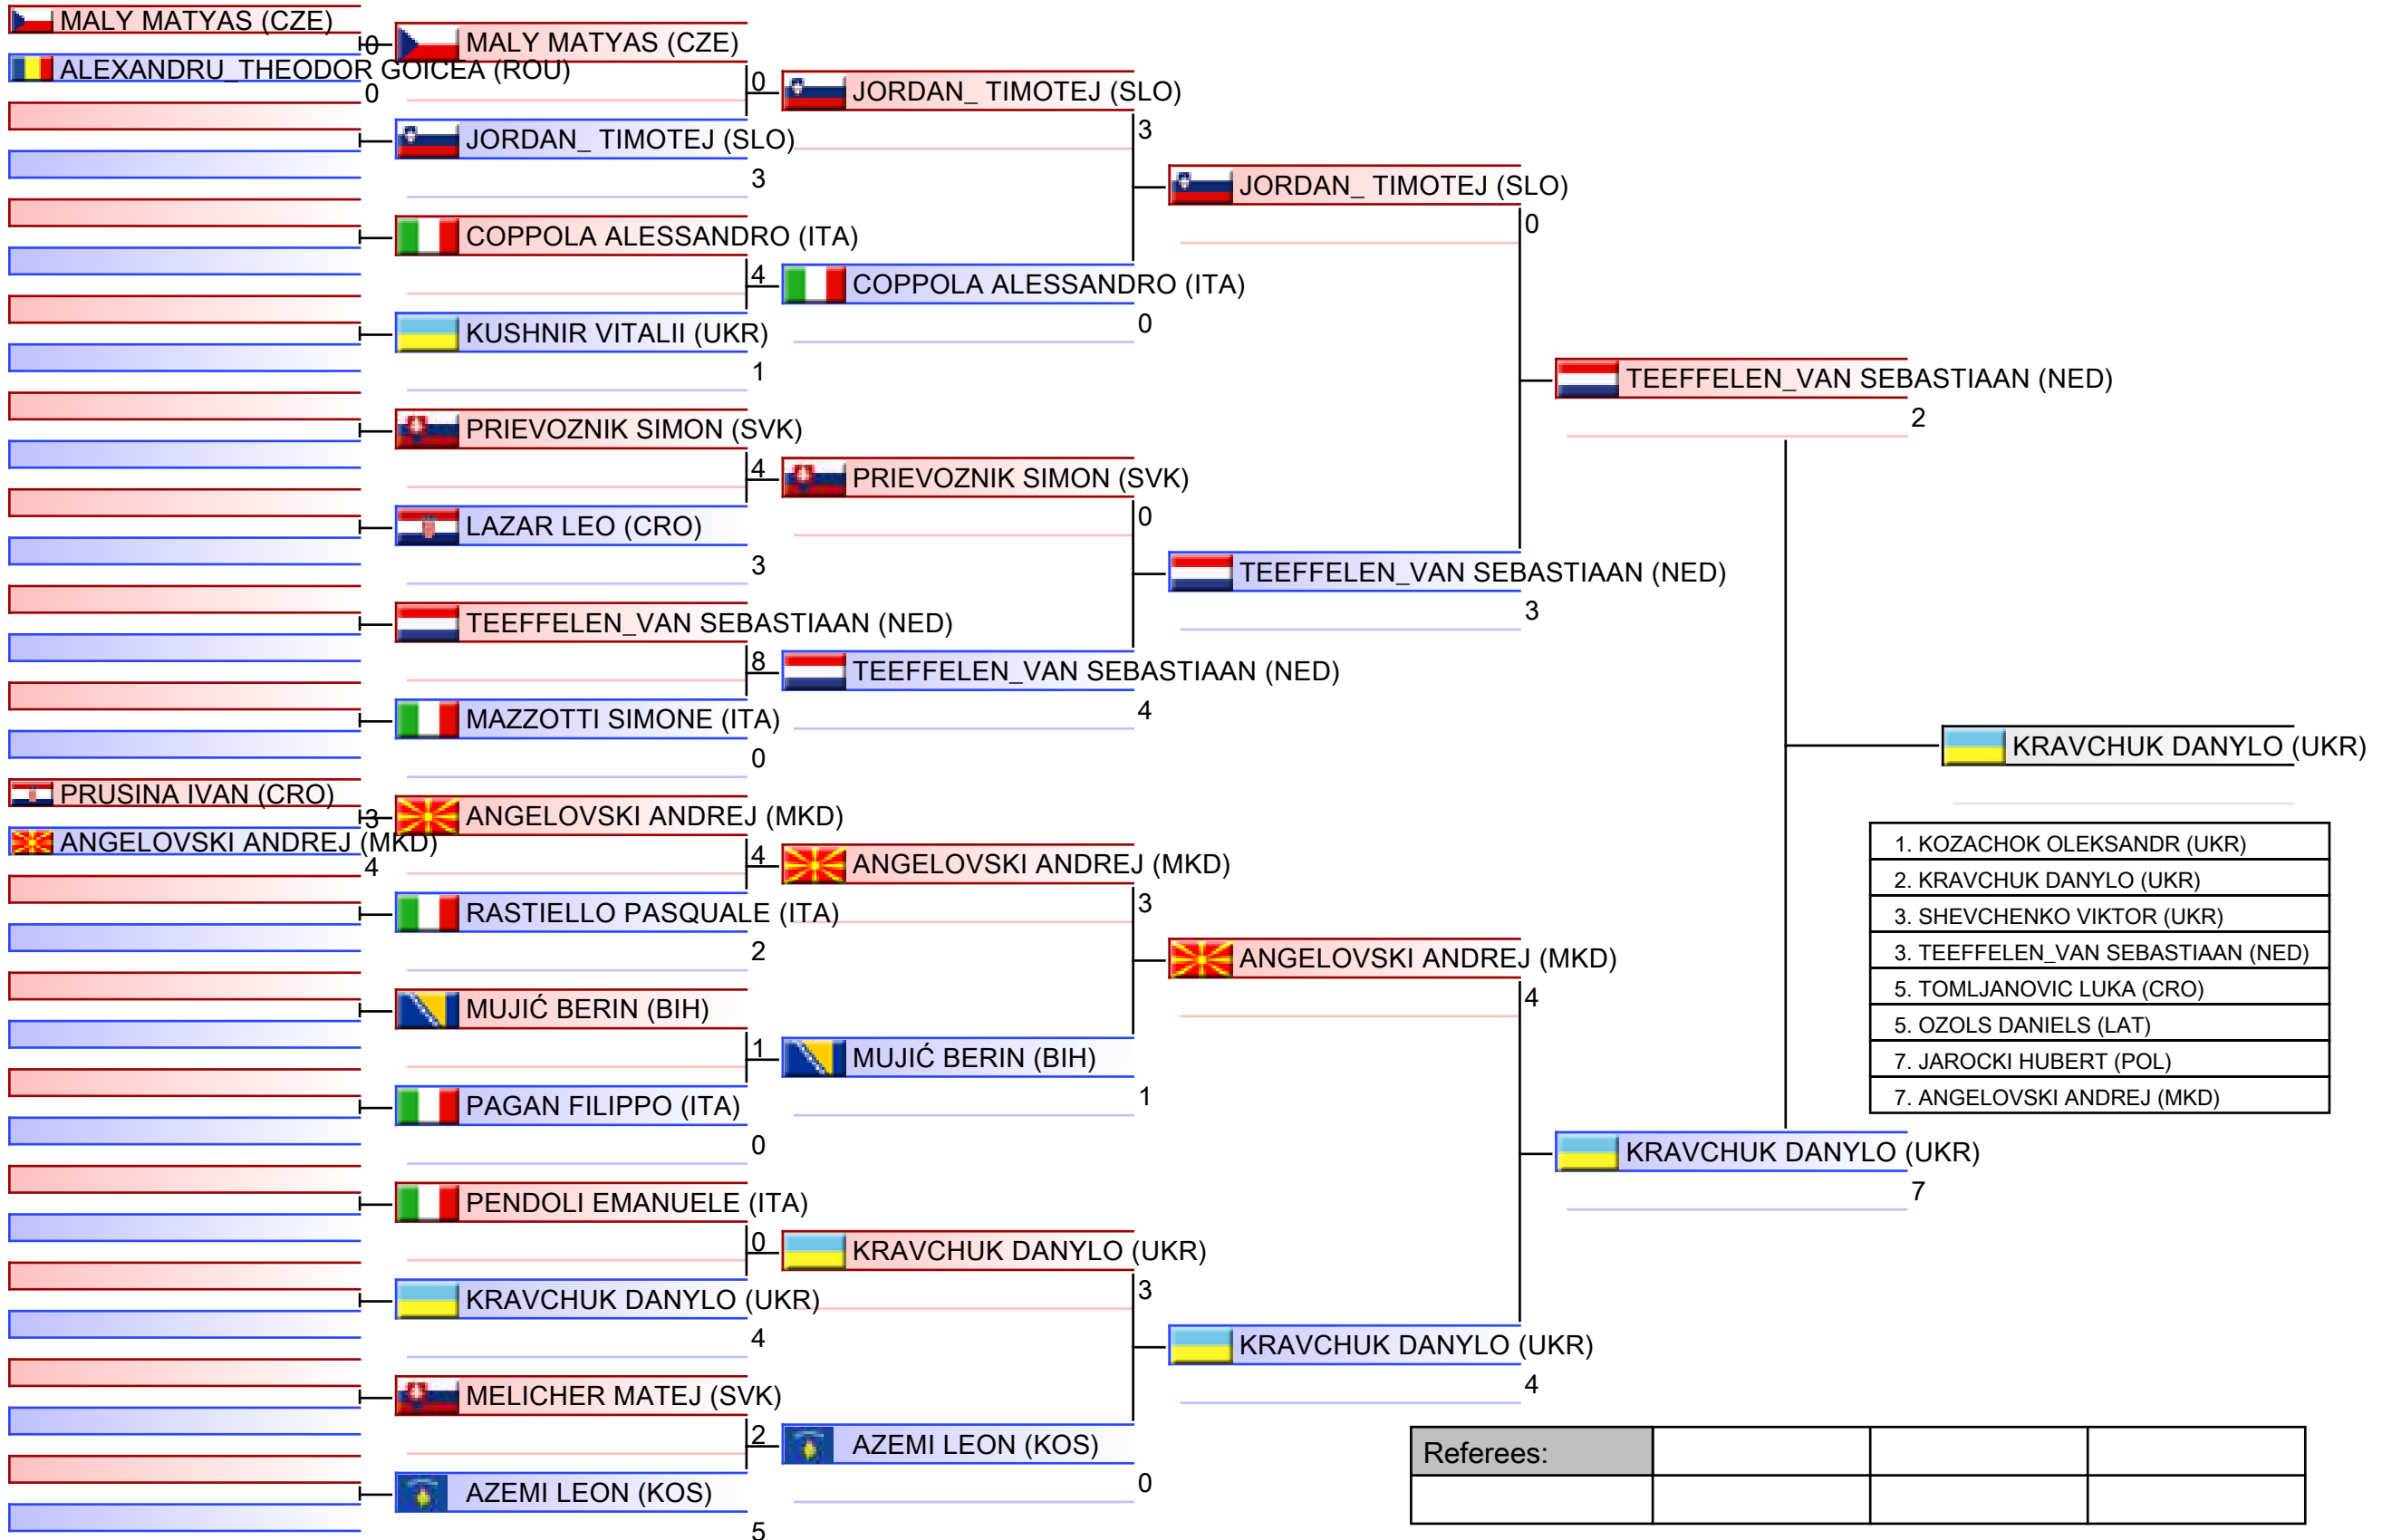 MALY MATYAS (CZE)
0
ALEXANDRU_THEODOR GOICEA (ROU)
0
PRUSINA IVAN (CRO)
3
ANGELOVSKI ANDREJ (MKD)
4
MALY MATYAS (CZE)
0
JORDAN_ TIMOTEJ (SLO)
3
COPPOLA ALESSANDRO (ITA)
4
KUSHNIR VITALII (UKR)
1
PRIEVOZNIK SIMON (SVK)
4
LAZAR LEO (CRO)
3
TEEFFELEN_VAN SEBASTIAAN (NED)
8
MAZZOTTI SIMONE (ITA)
0
ANGELOVSKI ANDREJ (MKD)
4
RASTIELLO PASQUALE (ITA)
2
MUJIĆ BERIN (BIH)
1
PAGAN FILIPPO (ITA)
0
PENDOLI EMANUELE (ITA)
0
KRAVCHUK DANYLO (UKR)
4
MELICHER MATEJ (SVK)
2
AZEMI LEON (KOS)
5
JORDAN_ TIMOTEJ (SLO)
3
COPPOLA ALESSANDRO (ITA)
0
PRIEVOZNIK SIMON (SVK)
0
TEEFFELEN_VAN SEBASTIAAN (NED)
4
ANGELOVSKI ANDREJ (MKD)
3
MUJIĆ BERIN (BIH)
1
KRAVCHUK DANYLO (UKR)
3
AZEMI LEON (KOS)
0
JORDAN_ TIMOTEJ (SLO)
0
TEEFFELEN_VAN SEBASTIAAN (NED)
3
ANGELOVSKI ANDREJ (MKD)
4
KRAVCHUK DANYLO (UKR)
4
TEEFFELEN_VAN SEBASTIAAN (NED)
2
KRAVCHUK DANYLO (UKR)
7
KRAVCHUK DANYLO (UKR)
1. KOZACHOK OLEKSANDR (UKR)
2. KRAVCHUK DANYLO (UKR)
3. SHEVCHENKO VIKTOR (UKR)
3. TEEFFELEN_VAN SEBASTIAAN (NED)
5. TOMLJANOVIC LUKA (CRO)
5. OZOLS DANIELS (LAT)
7. JAROCKI HUBERT (POL)
7. ANGELOVSKI ANDREJ (MKD)
Referees: